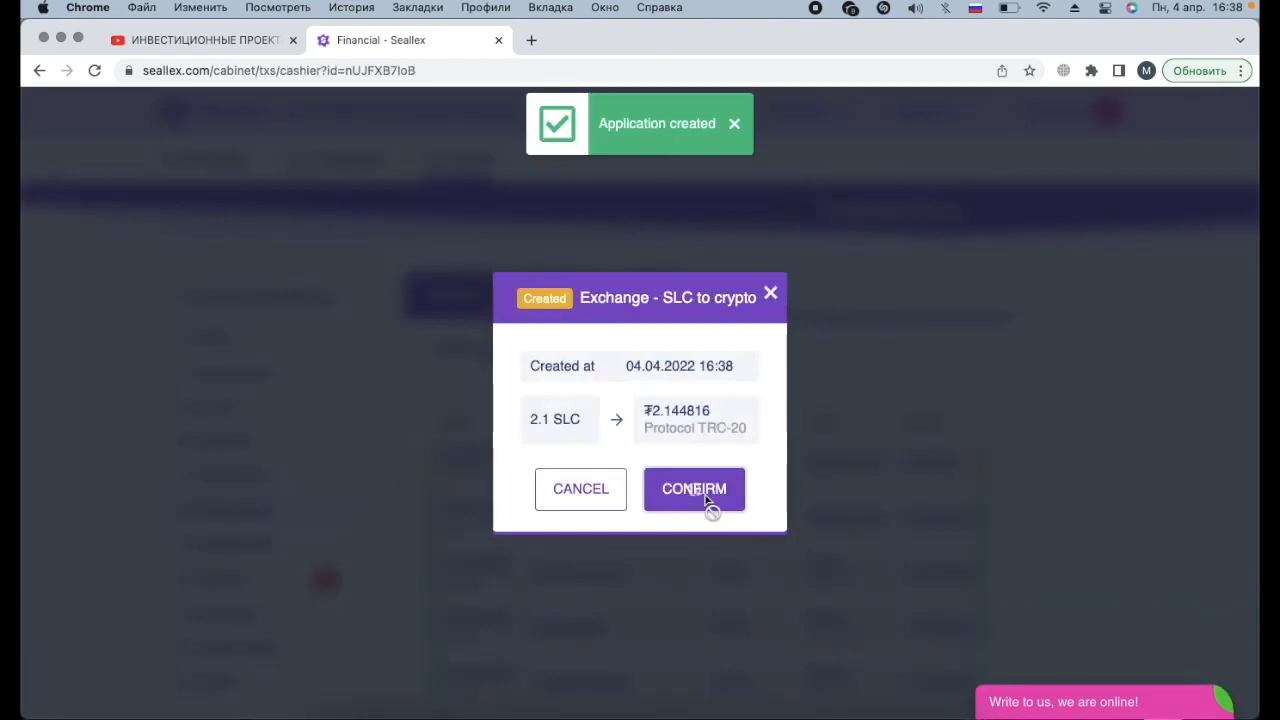 Chrome Файл Изменить Посмотреть История Закладки Профили Вкладка Окно Справка Пн, 4 апр. 16:38
ИНВЕСТИЦИОННЫЕ ПРОЕКТ Financial - Seallex
seallex.com/cabinet/txs/cashier?id=nUJFXB7loB M Обновить
Application created
Created Exchange - SLC to crypto
Created at 04.04.2022 16:38
2.1 SLC → ₮2.144816
Protocol TRC-20
CANCEL CONFIRM
Write to us, we are online!